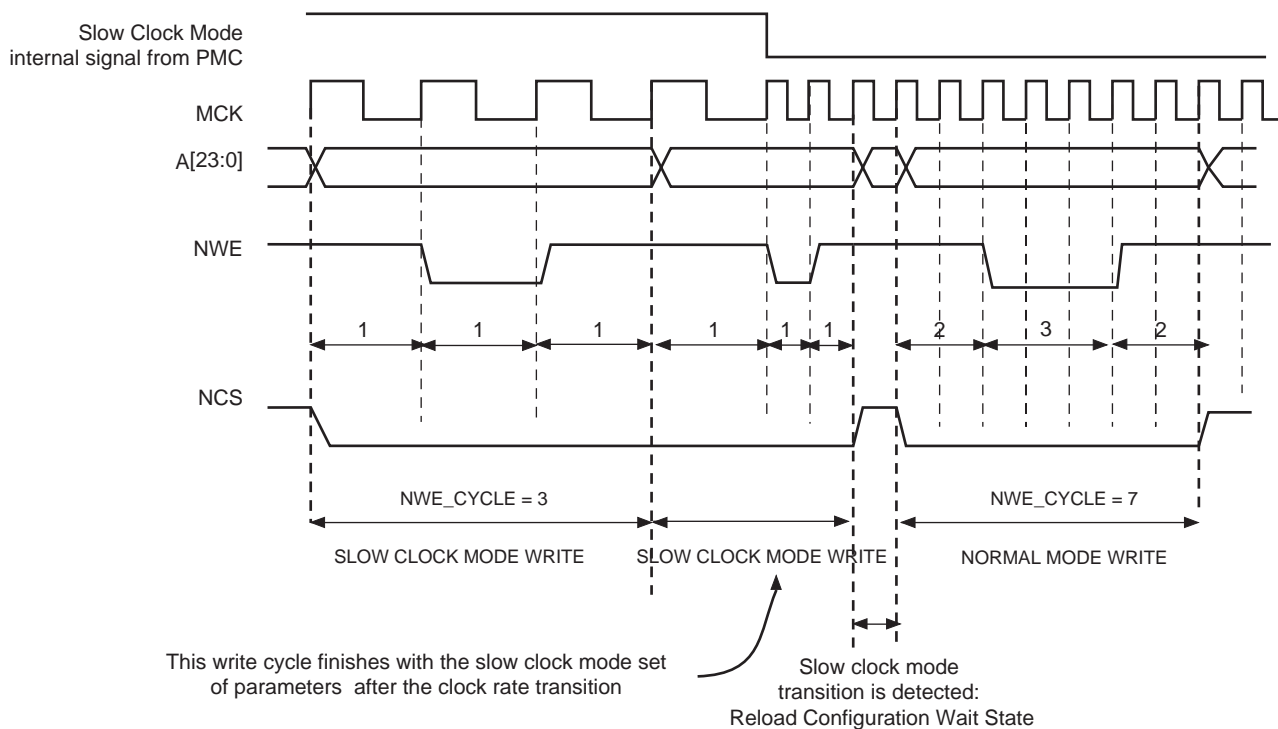 Slow Clock Mode
internal signal from PMC
MCK
A[23:0]
NWE
1 1 1 1 1 1 2 3 2
NCS
NWE_CYCLE = 3 NWE_CYCLE = 7
SLOW CLOCK MODE WRITE SLOW CLOCK MODE WRITE NORMAL MODE WRITE
This write cycle finishes with the slow clock mode set
of parameters after the clock rate transition
Slow clock mode
transition is detected:
Reload Configuration Wait State